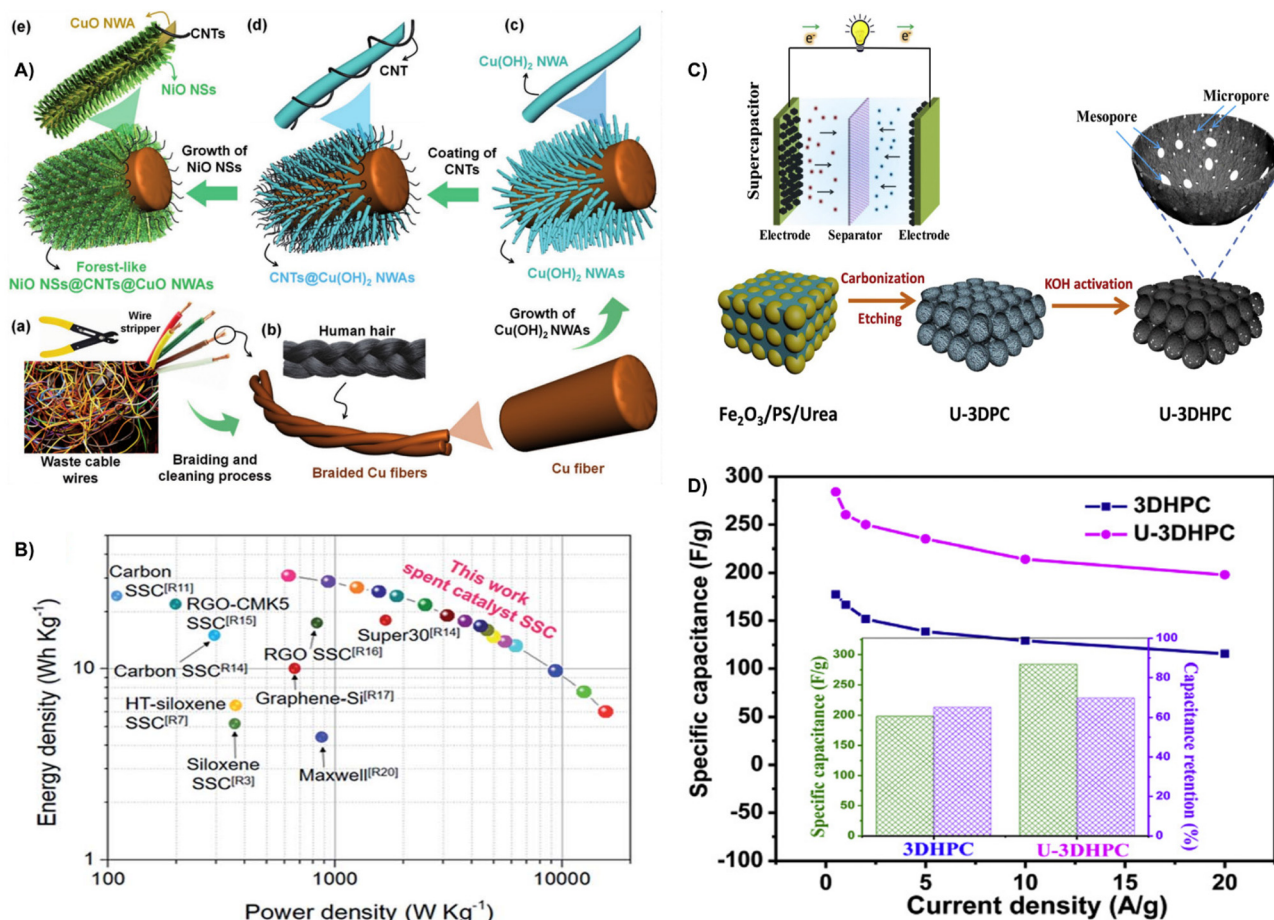 (e)
CuO NWA
CNTs
A)
NiO NSs
(d)
CNT
(c)
Cu(OH)₂ NWA
Growth of
NiO NSs
Coating of
CNTs
Forest-like
NiO NSs@CNTs@CuO NWAs
CNTs@Cu(OH)₂ NWAs
Cu(OH)₂ NWAs
(a)
Wire
stripper
(b)
Human hair
Growth of
Cu(OH)₂ NWAs
Waste cable
wires
Braiding and
cleaning process
Braided Cu fibers
Cu fiber
C)
e⁻
e⁻
Supercapacitor
Electrode
Separator
Electrode
Mesopore
Micropore
Carbonization
Etching
KOH activation
Fe₂O₃/PS/Urea
U-3DPC
U-3DHPC
B)
Energy density (Wh Kg⁻¹)
10
1
Carbon
SSC[R11]
RGO-CMK5
SSC[R15]
Carbon SSC[R14]
HT-siloxene
SSC[R7]
Siloxene
SSC[R3]
RGO SSC[R16]
Graphene-Si[R17]
Super30[R14]
Maxwell[R20]
This work
spent catalyst SSC
100
1000
10000
Power density (W Kg⁻¹)
D)
Specific capacitance (F/g)
300
250
200
150
100
50
0
-50
-100
3DHPC
U-3DHPC
Specific capacitance (F/g)
300
250
200
150
100
50
0
Capacitance retention (%)
100
80
60
40
20
0
3DHPC
U-3DHPC
0
5
10
15
20
Current density (A/g)